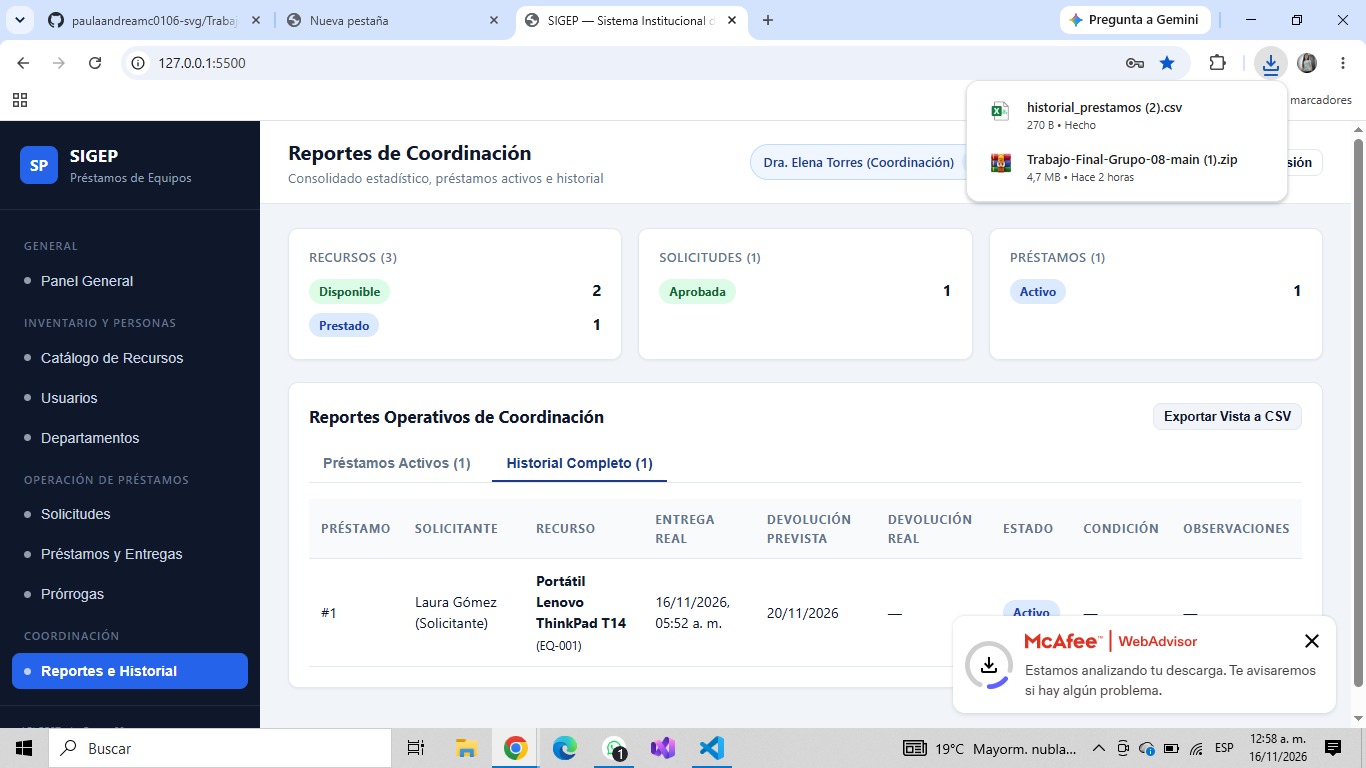 paulaandreamc0106-svg/Traba
Nueva pestaña
SIGEP — Sistema Institucional d
Pregunta a Gemini
127.0.0.1:5500
marcadores
historial_prestamos (2).csv
270 B • Hecho
Trabajo-Final-Grupo-08-main (1).zip
4,7 MB • Hace 2 horas
SP
SIGEP
Préstamos de Equipos
GENERAL
Panel General
INVENTARIO Y PERSONAS
Catálogo de Recursos
Usuarios
Departamentos
OPERACIÓN DE PRÉSTAMOS
Solicitudes
Préstamos y Entregas
Prórrogas
COORDINACIÓN
Reportes e Historial
Reportes de Coordinación
Consolidado estadístico, préstamos activos e historial
Dra. Elena Torres (Coordinación)
sión
RECURSOS (3)
Disponible 2
Prestado 1
SOLICITUDES (1)
Aprobada 1
PRÉSTAMOS (1)
Activo 1
Reportes Operativos de Coordinación
Exportar Vista a CSV
Préstamos Activos (1)
Historial Completo (1)
PRÉSTAMO
SOLICITANTE
RECURSO
ENTREGA
REAL
DEVOLUCIÓN
PREVISTA
DEVOLUCIÓN
REAL
ESTADO
CONDICIÓN
OBSERVACIONES
#1
Laura Gómez
(Solicitante)
Portátil
Lenovo
ThinkPad T14
(EQ-001)
16/11/2026,
05:52 a. m.
20/11/2026
—
Activo
—
—
McAfee™ | WebAdvisor
Estamos analizando tu descarga. Te avisaremos
si hay algún problema.
Buscar
1
19°C Mayorm. nubla...
ESP
12:58 a. m.
16/11/2026